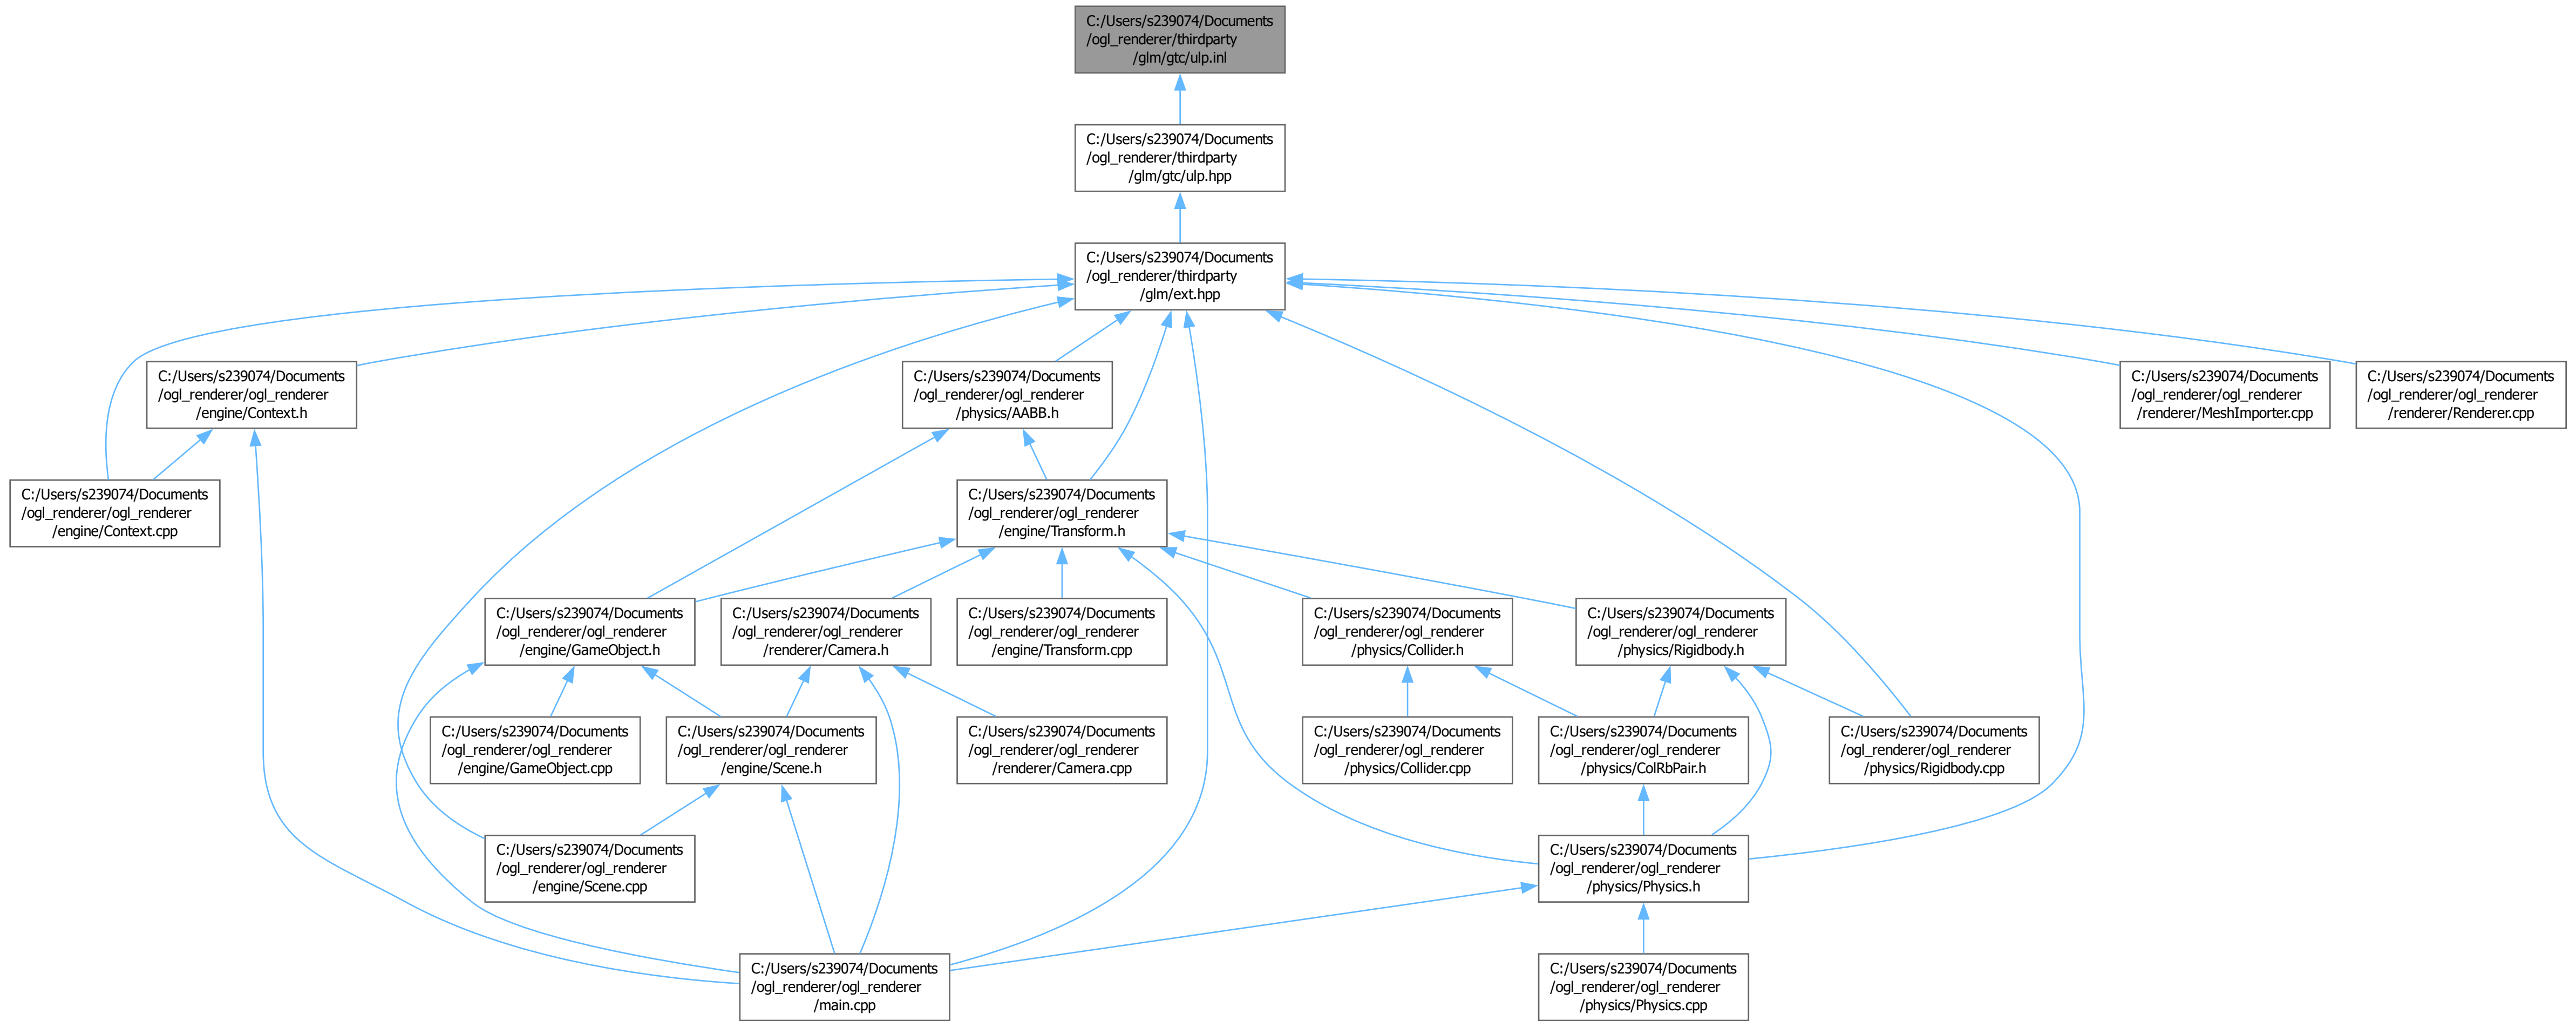 C:/Users/s239074/Documents
/ogl_renderer/thirdparty
/glm/gtc/ulp.inl
C:/Users/s239074/Documents
/ogl_renderer/thirdparty
/glm/gtc/ulp.hpp
C:/Users/s239074/Documents
/ogl_renderer/thirdparty
/glm/ext.hpp
C:/Users/s239074/Documents
/ogl_renderer/ogl_renderer
/engine/Context.h
C:/Users/s239074/Documents
/ogl_renderer/ogl_renderer
/physics/AABB.h
C:/Users/s239074/Documents
/ogl_renderer/ogl_renderer
/renderer/MeshImporter.cpp
C:/Users/s239074/Documents
/ogl_renderer/ogl_renderer
/renderer/Renderer.cpp
C:/Users/s239074/Documents
/ogl_renderer/ogl_renderer
/engine/Context.cpp
C:/Users/s239074/Documents
/ogl_renderer/ogl_renderer
/engine/Transform.h
C:/Users/s239074/Documents
/ogl_renderer/ogl_renderer
/engine/GameObject.h
C:/Users/s239074/Documents
/ogl_renderer/ogl_renderer
/renderer/Camera.h
C:/Users/s239074/Documents
/ogl_renderer/ogl_renderer
/engine/Transform.cpp
C:/Users/s239074/Documents
/ogl_renderer/ogl_renderer
/physics/Collider.h
C:/Users/s239074/Documents
/ogl_renderer/ogl_renderer
/physics/Rigidbody.h
C:/Users/s239074/Documents
/ogl_renderer/ogl_renderer
/engine/GameObject.cpp
C:/Users/s239074/Documents
/ogl_renderer/ogl_renderer
/engine/Scene.h
C:/Users/s239074/Documents
/ogl_renderer/ogl_renderer
/renderer/Camera.cpp
C:/Users/s239074/Documents
/ogl_renderer/ogl_renderer
/physics/Collider.cpp
C:/Users/s239074/Documents
/ogl_renderer/ogl_renderer
/physics/ColRbPair.h
C:/Users/s239074/Documents
/ogl_renderer/ogl_renderer
/physics/Rigidbody.cpp
C:/Users/s239074/Documents
/ogl_renderer/ogl_renderer
/engine/Scene.cpp
C:/Users/s239074/Documents
/ogl_renderer/ogl_renderer
/physics/Physics.h
C:/Users/s239074/Documents
/ogl_renderer/ogl_renderer
/main.cpp
C:/Users/s239074/Documents
/ogl_renderer/ogl_renderer
/physics/Physics.cpp